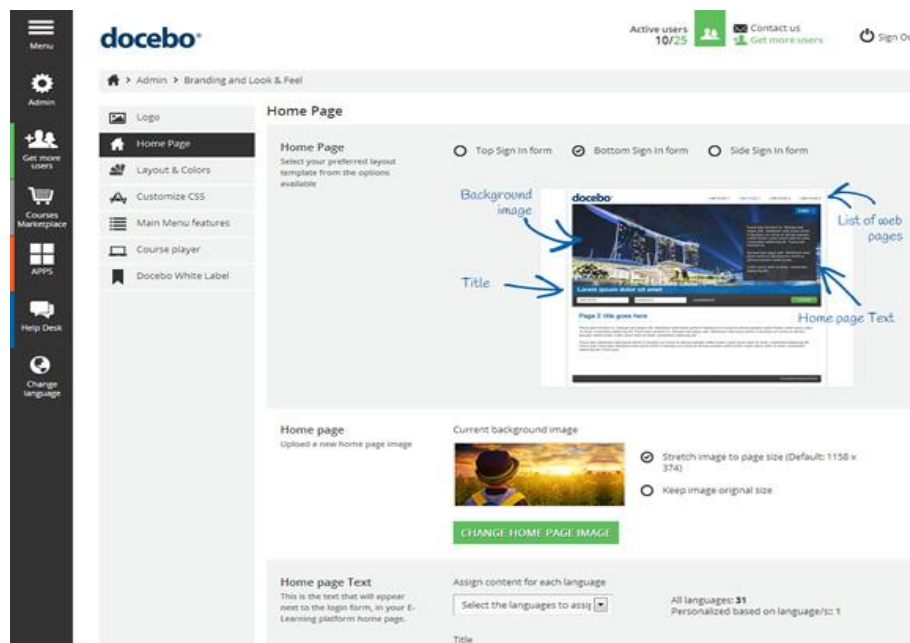 Menu
Admin
Get more
users
Courses
Marketplace
APPS
Help Desk
Change
language
docebo
Active users
10/25
Contact us
Get more users
Sign Ou
Admin > Branding and Look & Feel
Logo
Home Page
Layout & Colors
Customize CSS
Main Menu features
Course player
Docebo White Label
Home Page
Home Page
Select your preferred layout
template from the options
available
Top Sign In form
Bottom Sign In form
Side Sign In form
Background
image
Title
List of web
pages
Home page Text
docebo
Lorem ipsum dolor sit amet
Page 2 title goes here
Home page
Upload a new home page image
Current background image
Stretch image to page size (Default: 1158 x
374)
Keep image original size
CHANGE HOME PAGE IMAGE
Home page Text
This is the text that will appear
next to the login form, in your E-
Learning platform home page.
Assign content for each language
Select the languages to assig
All languages: 31
Personalized based on language/s: 1
Title